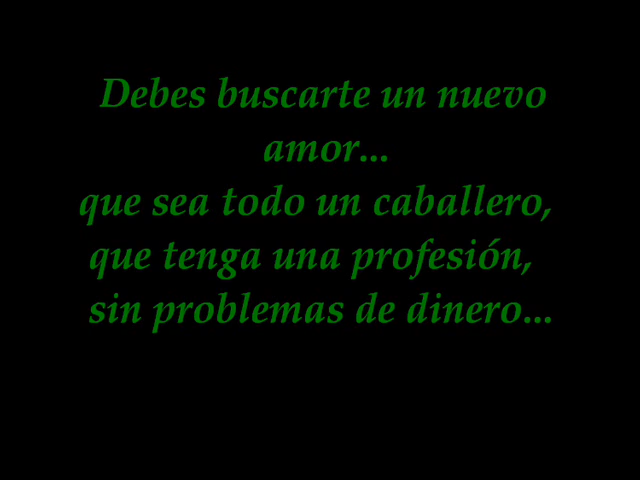 Debes buscarte un nuevo
amor...
que sea todo un caballero,
que tenga una profesión,
sin problemas de dinero...